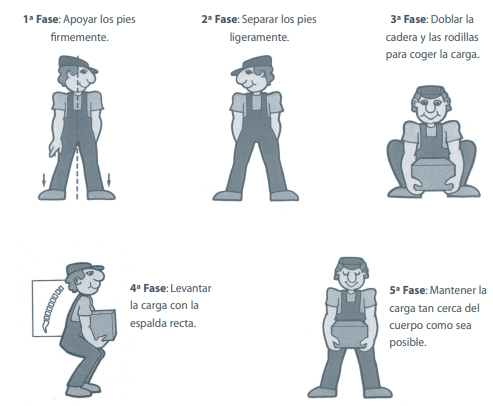 1ª Fase: Apoyar los pies
firmemente.
2ª Fase: Separar los pies
ligeramente.
3ª Fase: Doblar la
cadera y las rodillas
para coger la carga.
4ª Fase: Levantar
la carga con la
espalda recta.
5ª Fase: Mantener la
carga tan cerca del
cuerpo como sea
posible.